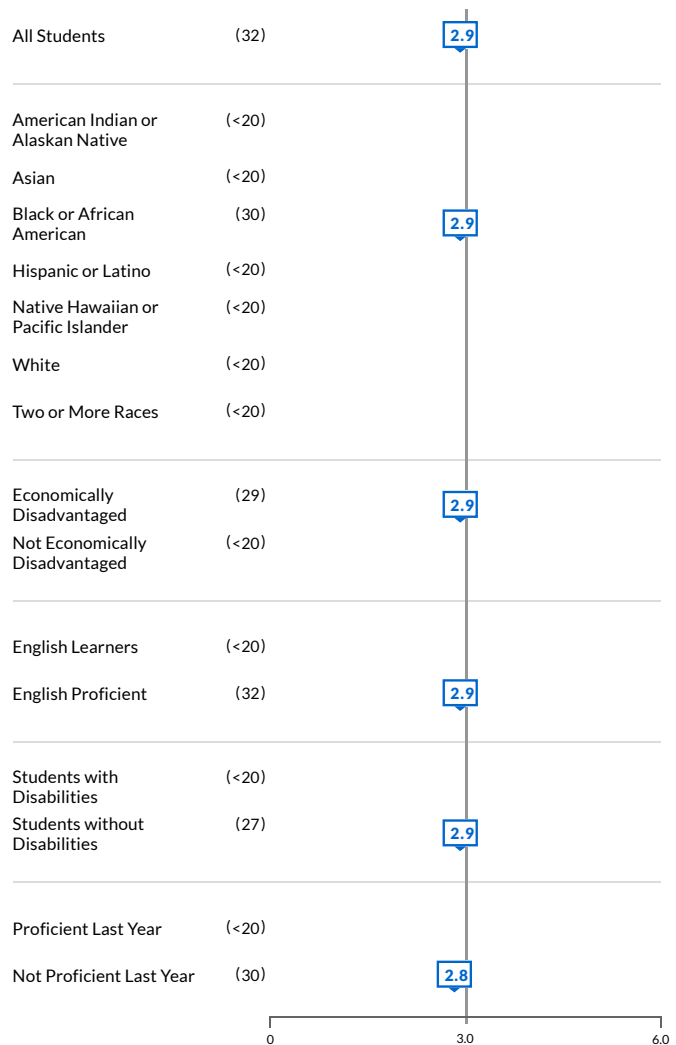 All Students (32) 2.9
American Indian or (<20)
Alaskan Native
Asian (<20)
Black or African (30) 2.9
American
Hispanic or Latino (<20)
Native Hawaiian or (<20)
Pacific Islander
White (<20)
Two or More Races (<20)
Economically (29) 2.9
Disadvantaged
Not Economically (<20)
Disadvantaged
English Learners (<20)
English Proficient (32) 2.9
Students with (<20)
Disabilities
Students without (27) 2.9
Disabilities
Proficient Last Year (<20)
Not Proficient Last Year (30) 2.8
0 3.0 6.0